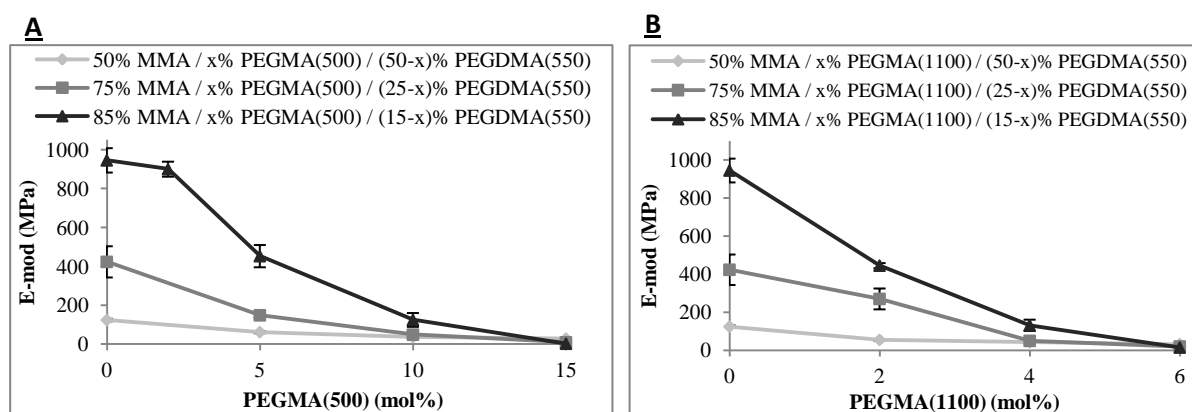 A
50% MMA / x% PEGMA(500) / (50-x)% PEGDMA(550)
75% MMA / x% PEGMA(500) / (25-x)% PEGDMA(550)
85% MMA / x% PEGMA(500) / (15-x)% PEGDMA(550)
1000
800
600
400
200
0
E-mod (MPa)
0 5 10 15
PEGMA(500) (mol%)
B
50% MMA / x% PEGMA(1100) / (50-x)% PEGDMA(550)
75% MMA / x% PEGMA(1100) / (25-x)% PEGDMA(550)
85% MMA / x% PEGMA(1100) / (15-x)% PEGDMA(550)
1000
800
600
400
200
0
E-mod (MPa)
0 2 4 6
PEGMA(1100) (mol%)